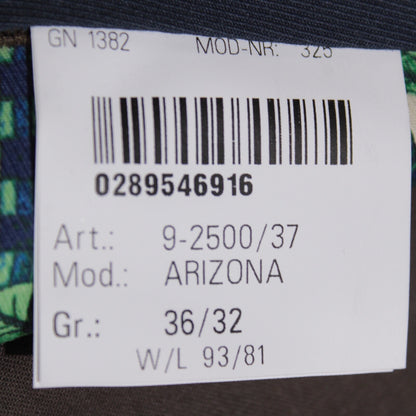 GN 1382 MOD-NR: 325
0289546916
Art.: 9-2500/37
Mod.: ARIZONA
Gr.: 36/32
W/L 93/81